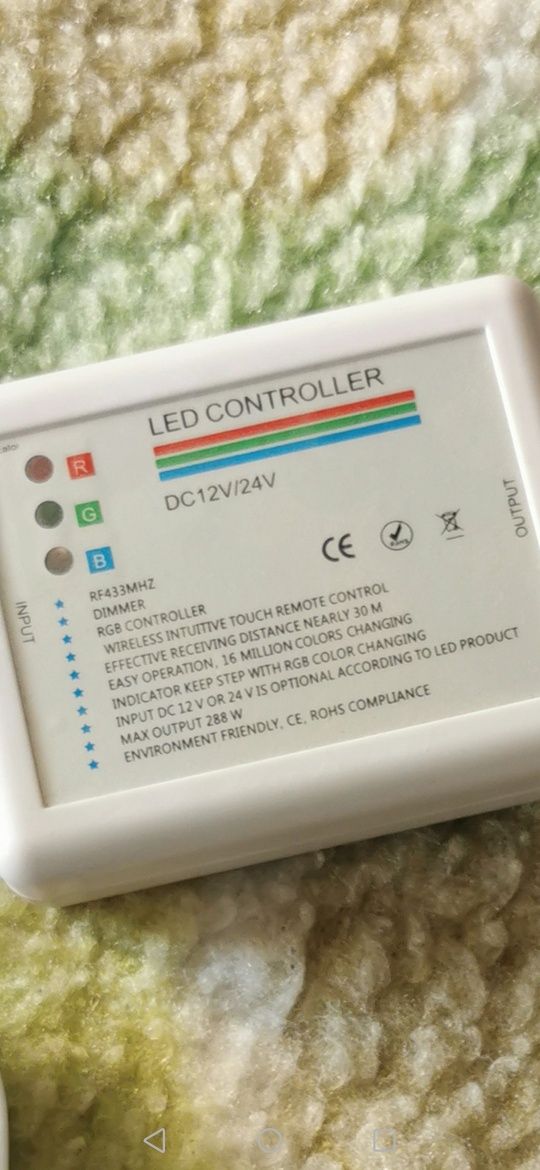 LED CONTROLLER
R
G
B
DC12V/24V
CE
INPUT
OUTPUT
RF433MHZ
DIMMER
RGB CONTROLLER
WIRELESS INTUITIVE TOUCH REMOTE CONTROL
EFFECTIVE RECEIVING DISTANCE NEARLY 30 M
EASY OPERATION, 16 MILLION COLORS CHANGING
INDICATOR KEEP STEP WITH RGB COLOR CHANGING
INPUT DC 12 V OR 24 V IS OPTIONAL ACCORDING TO LED PRODUCT
MAX OUTPUT 288 W
ENVIRONMENT FRIENDLY, CE, ROHS COMPLIANCE